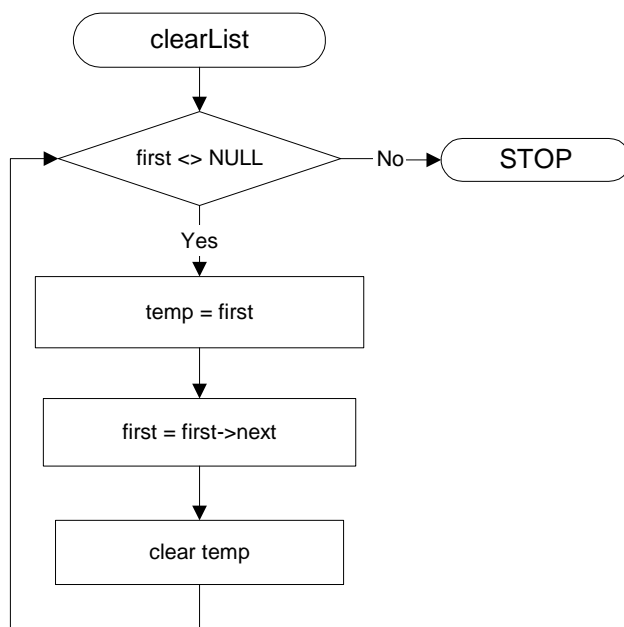 clearList
first <> NULL
No
STOP
Yes
temp = first
first = first->next
clear temp